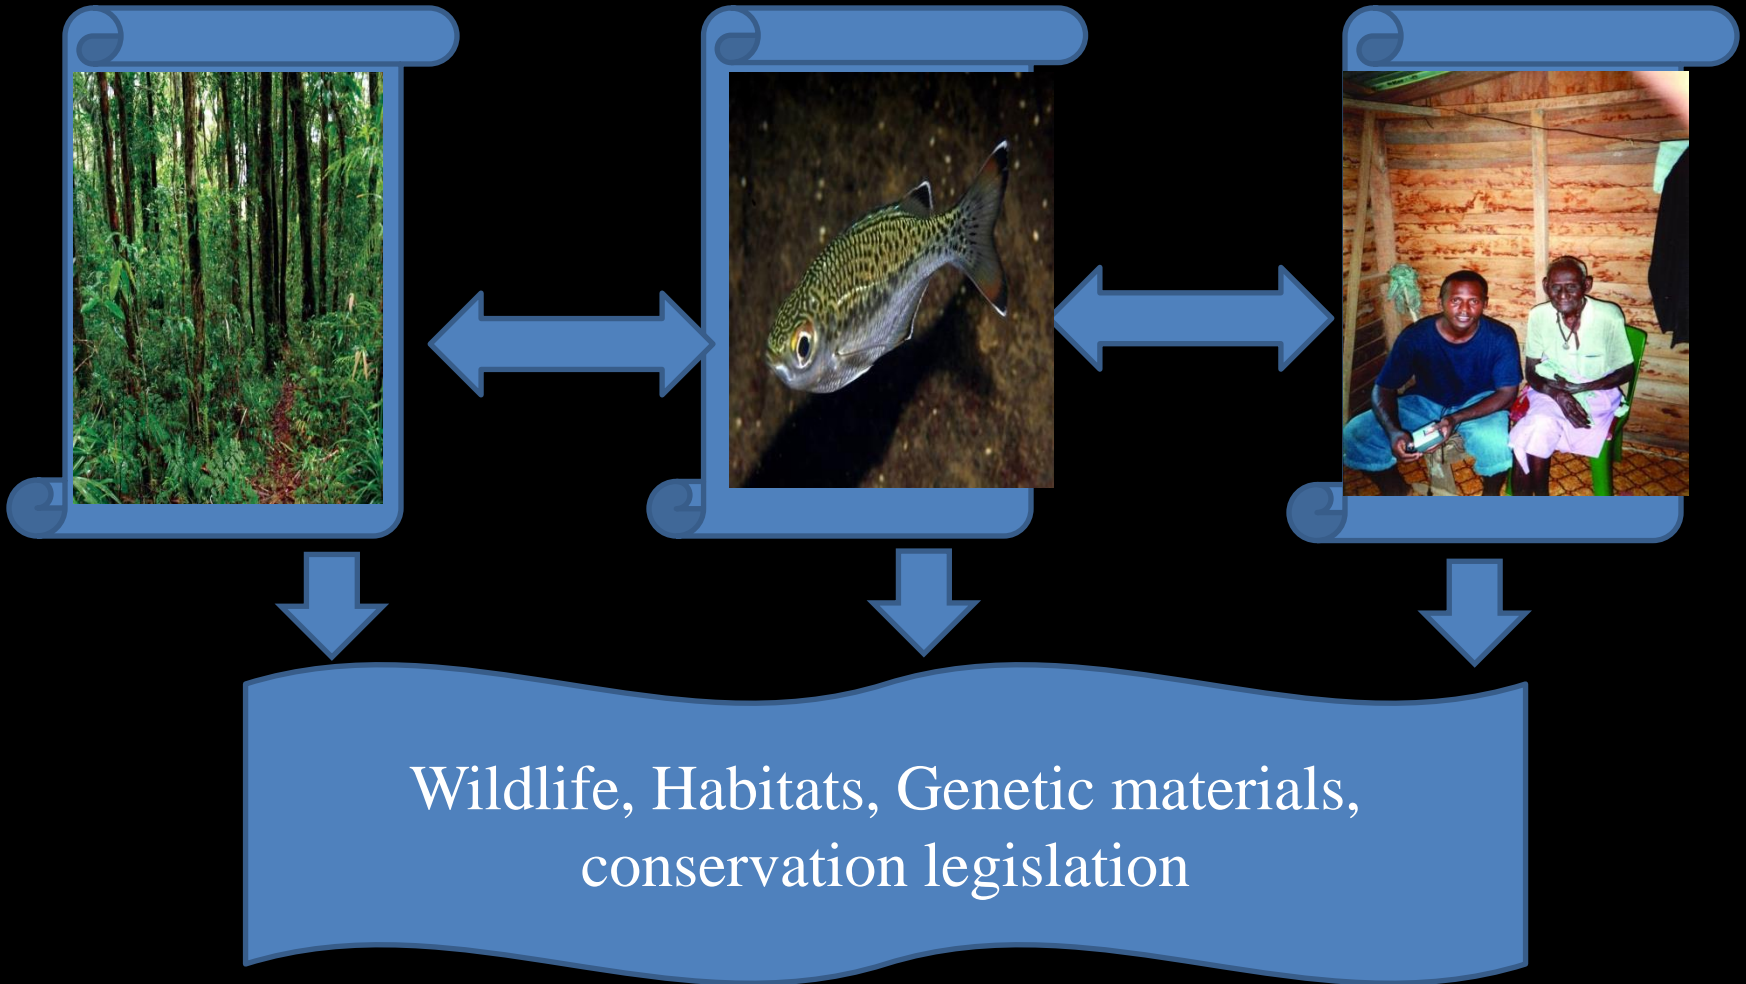 Wildlife, Habitats, Genetic materials,
conservation legislation